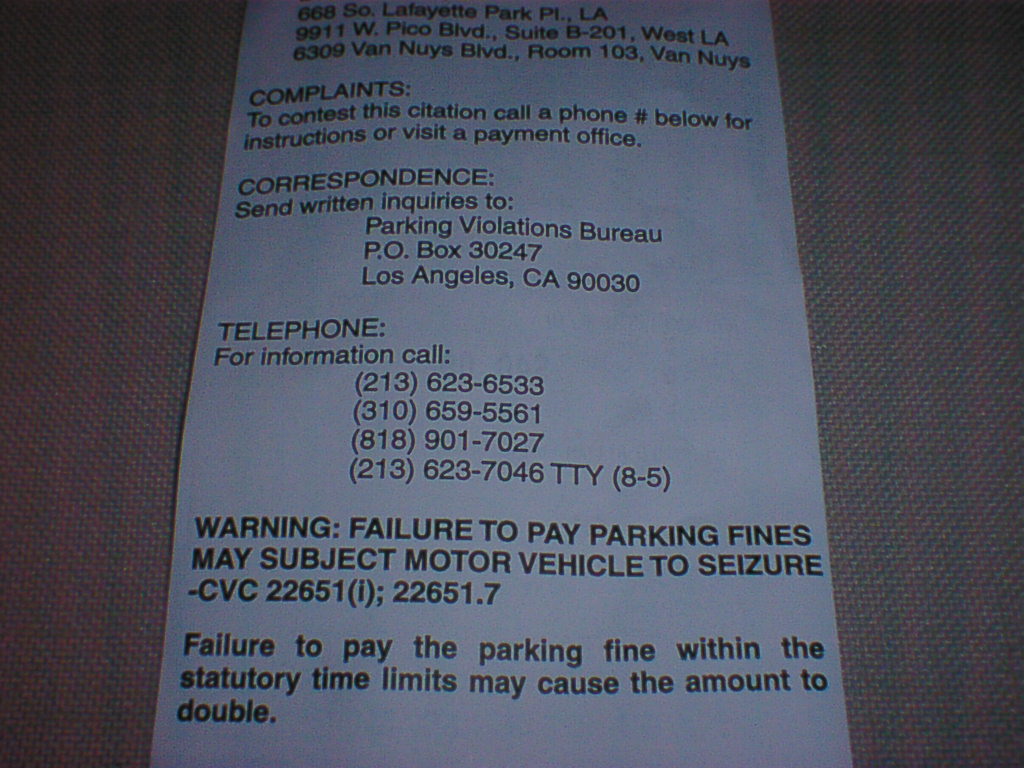 668 So. Lafayette Park Pl., LA
9911 W. Pico Blvd., Suite B-201, West LA
6309 Van Nuys Blvd., Room 103, Van Nuys
COMPLAINTS:
To contest this citation call a phone # below for
instructions or visit a payment office.
CORRESPONDENCE:
Send written inquiries to:
Parking Violations Bureau
P.O. Box 30247
Los Angeles, CA 90030
TELEPHONE:
For information call:
(213) 623-6533
(310) 659-5561
(818) 901-7027
(213) 623-7046 TTY (8-5)
WARNING: FAILURE TO PAY PARKING FINES
MAY SUBJECT MOTOR VEHICLE TO SEIZURE
-CVC 22651(i); 22651.7
Failure to pay the parking fine within the
statutory time limits may cause the amount to
double.